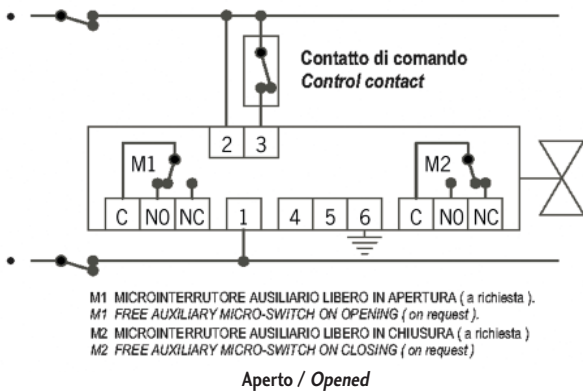 Contatto di comando
Control contact
2 3
M1 M2
C NO NC 1 4 5 6 C NO NC
M1 MICROINTERRUTORE AUSILIARIO LIBERO IN APERTURA ( a richiesta ).
M1 FREE AUXILIARY MICRO-SWITCH ON OPENING ( on request ).
M2 MICROINTERRUTORE AUSILIARIO LIBERO IN CHIUSURA ( a richiesta )
M2 FREE AUXILIARY MICRO-SWITCH ON CLOSING ( on request )
Aperto / Opened